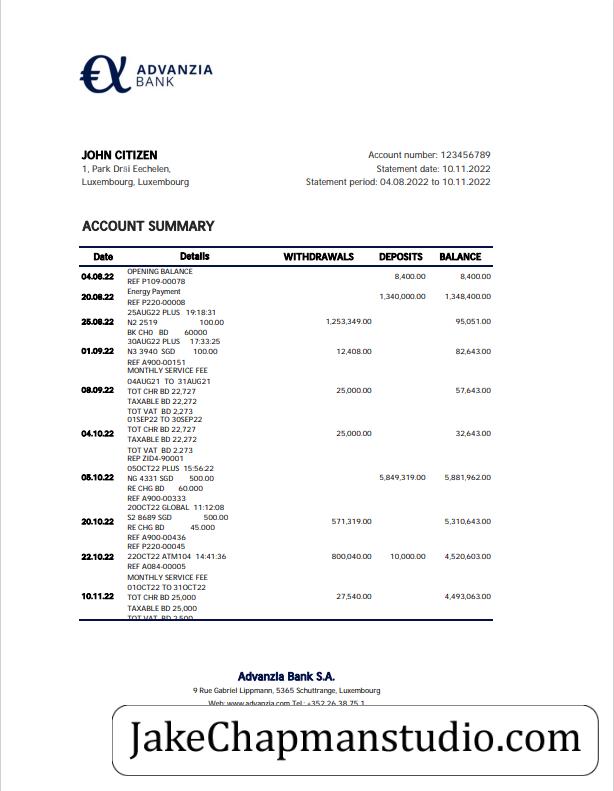 ADVANZIA
BANK
JOHN CITIZEN
1, Park Dräi Eechelen,
Luxembourg, Luxembourg
Account number: 123456789
Statement date: 10.11.2022
Statement period: 04.08.2022 to 10.11.2022
ACCOUNT SUMMARY
Date Details WITHDRAWALS DEPOSITS BALANCE
OPENING BALANCE
04.08.22 8,400.00 8,400.00
REF P109-00078
Energy Payment
20.08.22 1,340,000.00 1,348,400.00
REF P220-00008
25AUG22 PLUS 19:18:31
25.08.22 N2 2519 100.00 1,253,349.00 95,051.00
BK CH0 BD 60000
30AUG22 PLUS 17:33:25
01.09.22 N3 3940 SGD 100.00 12,408.00 82,643.00
REF A900-00151
MONTHLY SERVICE FEE
04AUG21 TO 31AUG21
08.09.22 TOT CHR BD 22,727 25,000.00 57,643.00
TAXABLE BD 22,272
TOT VAT BD 2,273
01SEP22 TO 30SEP22
TOT CHR BD 22,727
04.10.22 25,000.00 32,643.00
TAXABLE BD 22,272
TOT VAT BD 2.273
REP ZID4-90001
05OCT22 PLUS 15:56:22
05.10.22 NG 4331 SGD 500.00 5,849,319.00 5,881,962.00
RE CHG BD 60.000
REF A900-00333
20OCT22 GLOBAL 11:12:08
S2 8689 SGD 500.00
20.10.22 571,319.00 5,310,643.00
RE CHG BD 45.000
REF A900-00436
REF P220-00045
22.10.22 22OCT22 ATM104 14:41:36 800,040.00 10,000.00 4,520,603.00
REF A084-00005
MONTHLY SERVICE FEE
01OCT22 TO 31OCT22
10.11.22 TOT CHR BD 25,000 27,540.00 4,493,063.00
TAXABLE BD 25,000
TOT VAT BD 2,500
Advanzia Bank S.A.
9 Rue Gabriel Lippmann, 5365 Schuttrange, Luxembourg
Web: www.advanzia.com Tel.: +352 26 38 75 1
JakeChapmanstudio.com